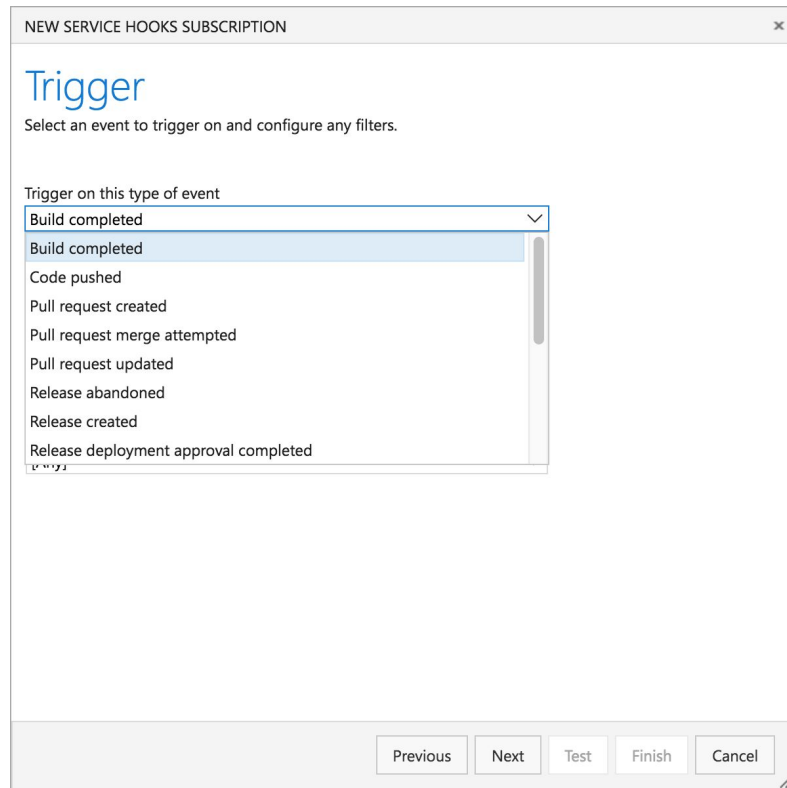 NEW SERVICE HOOKS SUBSCRIPTION
Trigger
Select an event to trigger on and configure any filters.
Trigger on this type of event
Build completed
Build completed
Code pushed
Pull request created
Pull request merge attempted
Pull request updated
Release abandoned
Release created
Release deployment approval completed
[Any]
Previous Next Test Finish Cancel